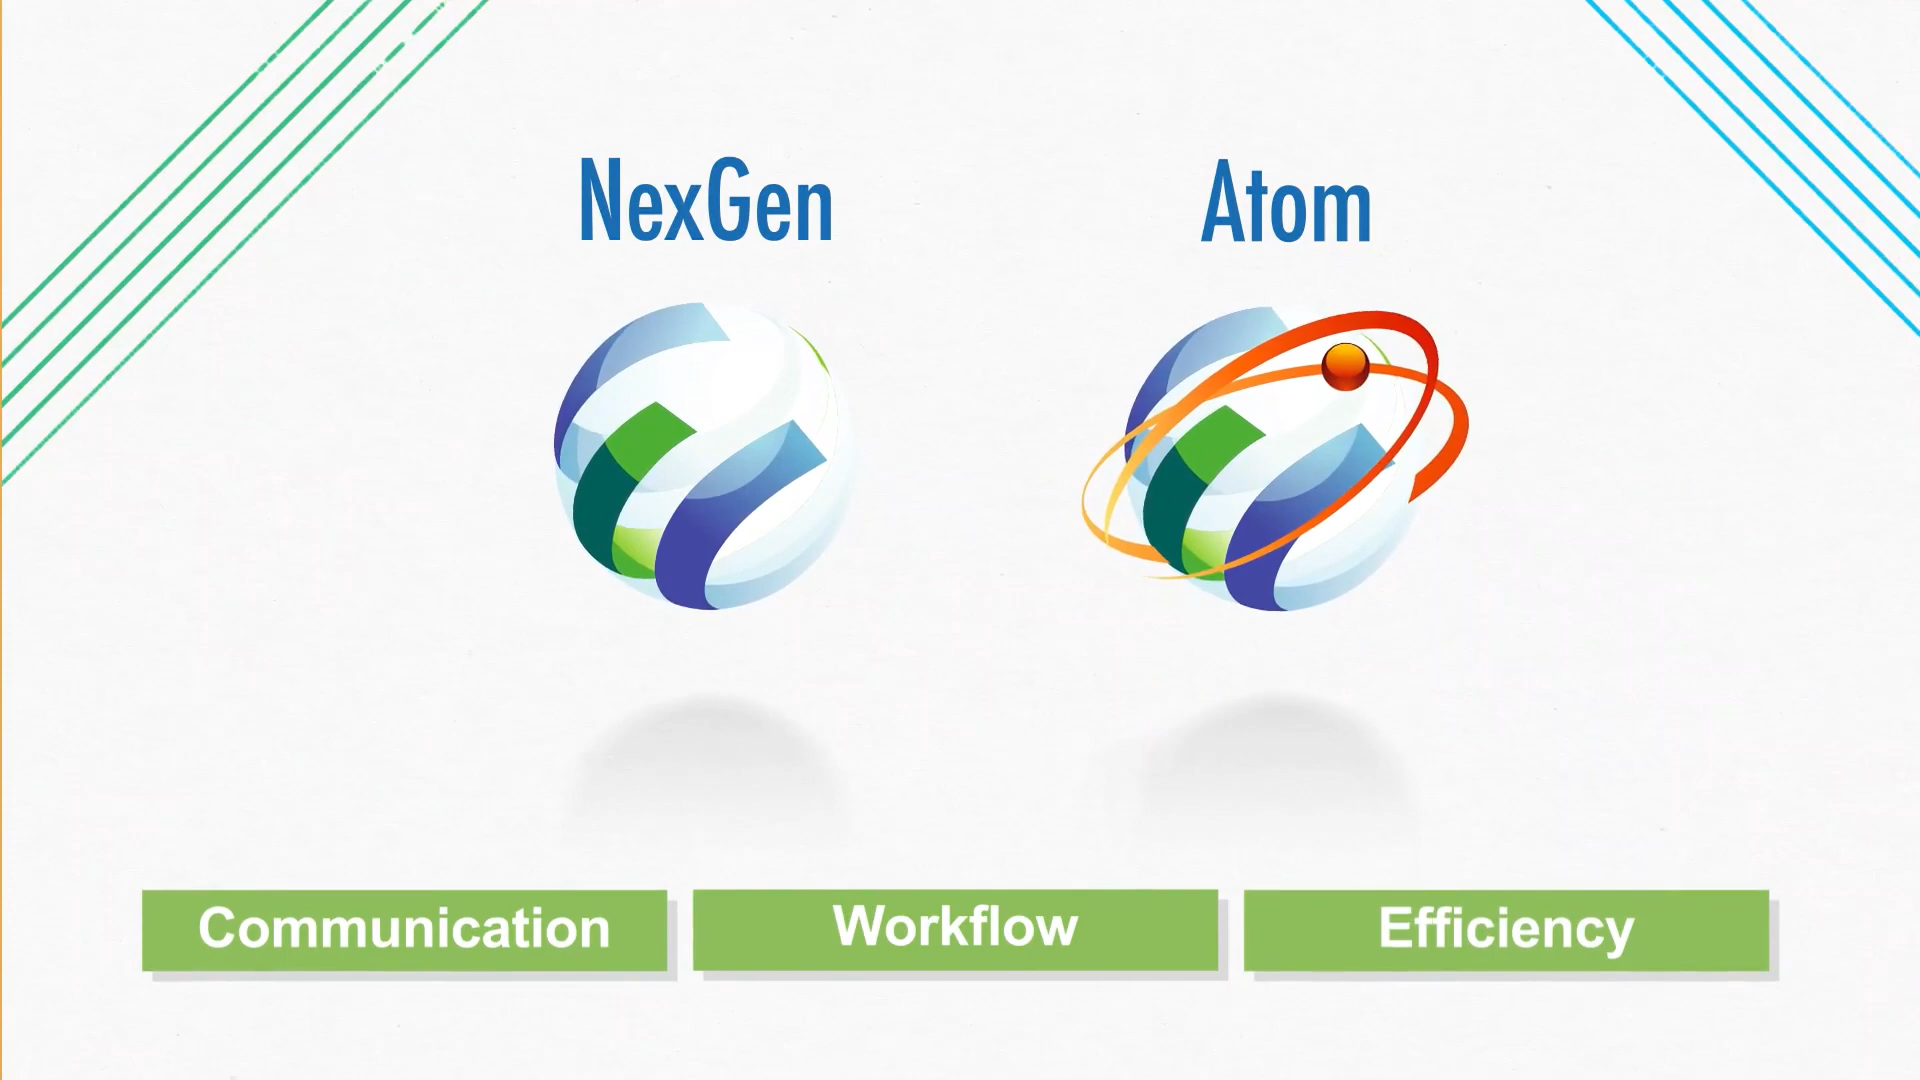 NexGen
Atom
Communication
Workflow
Efficiency